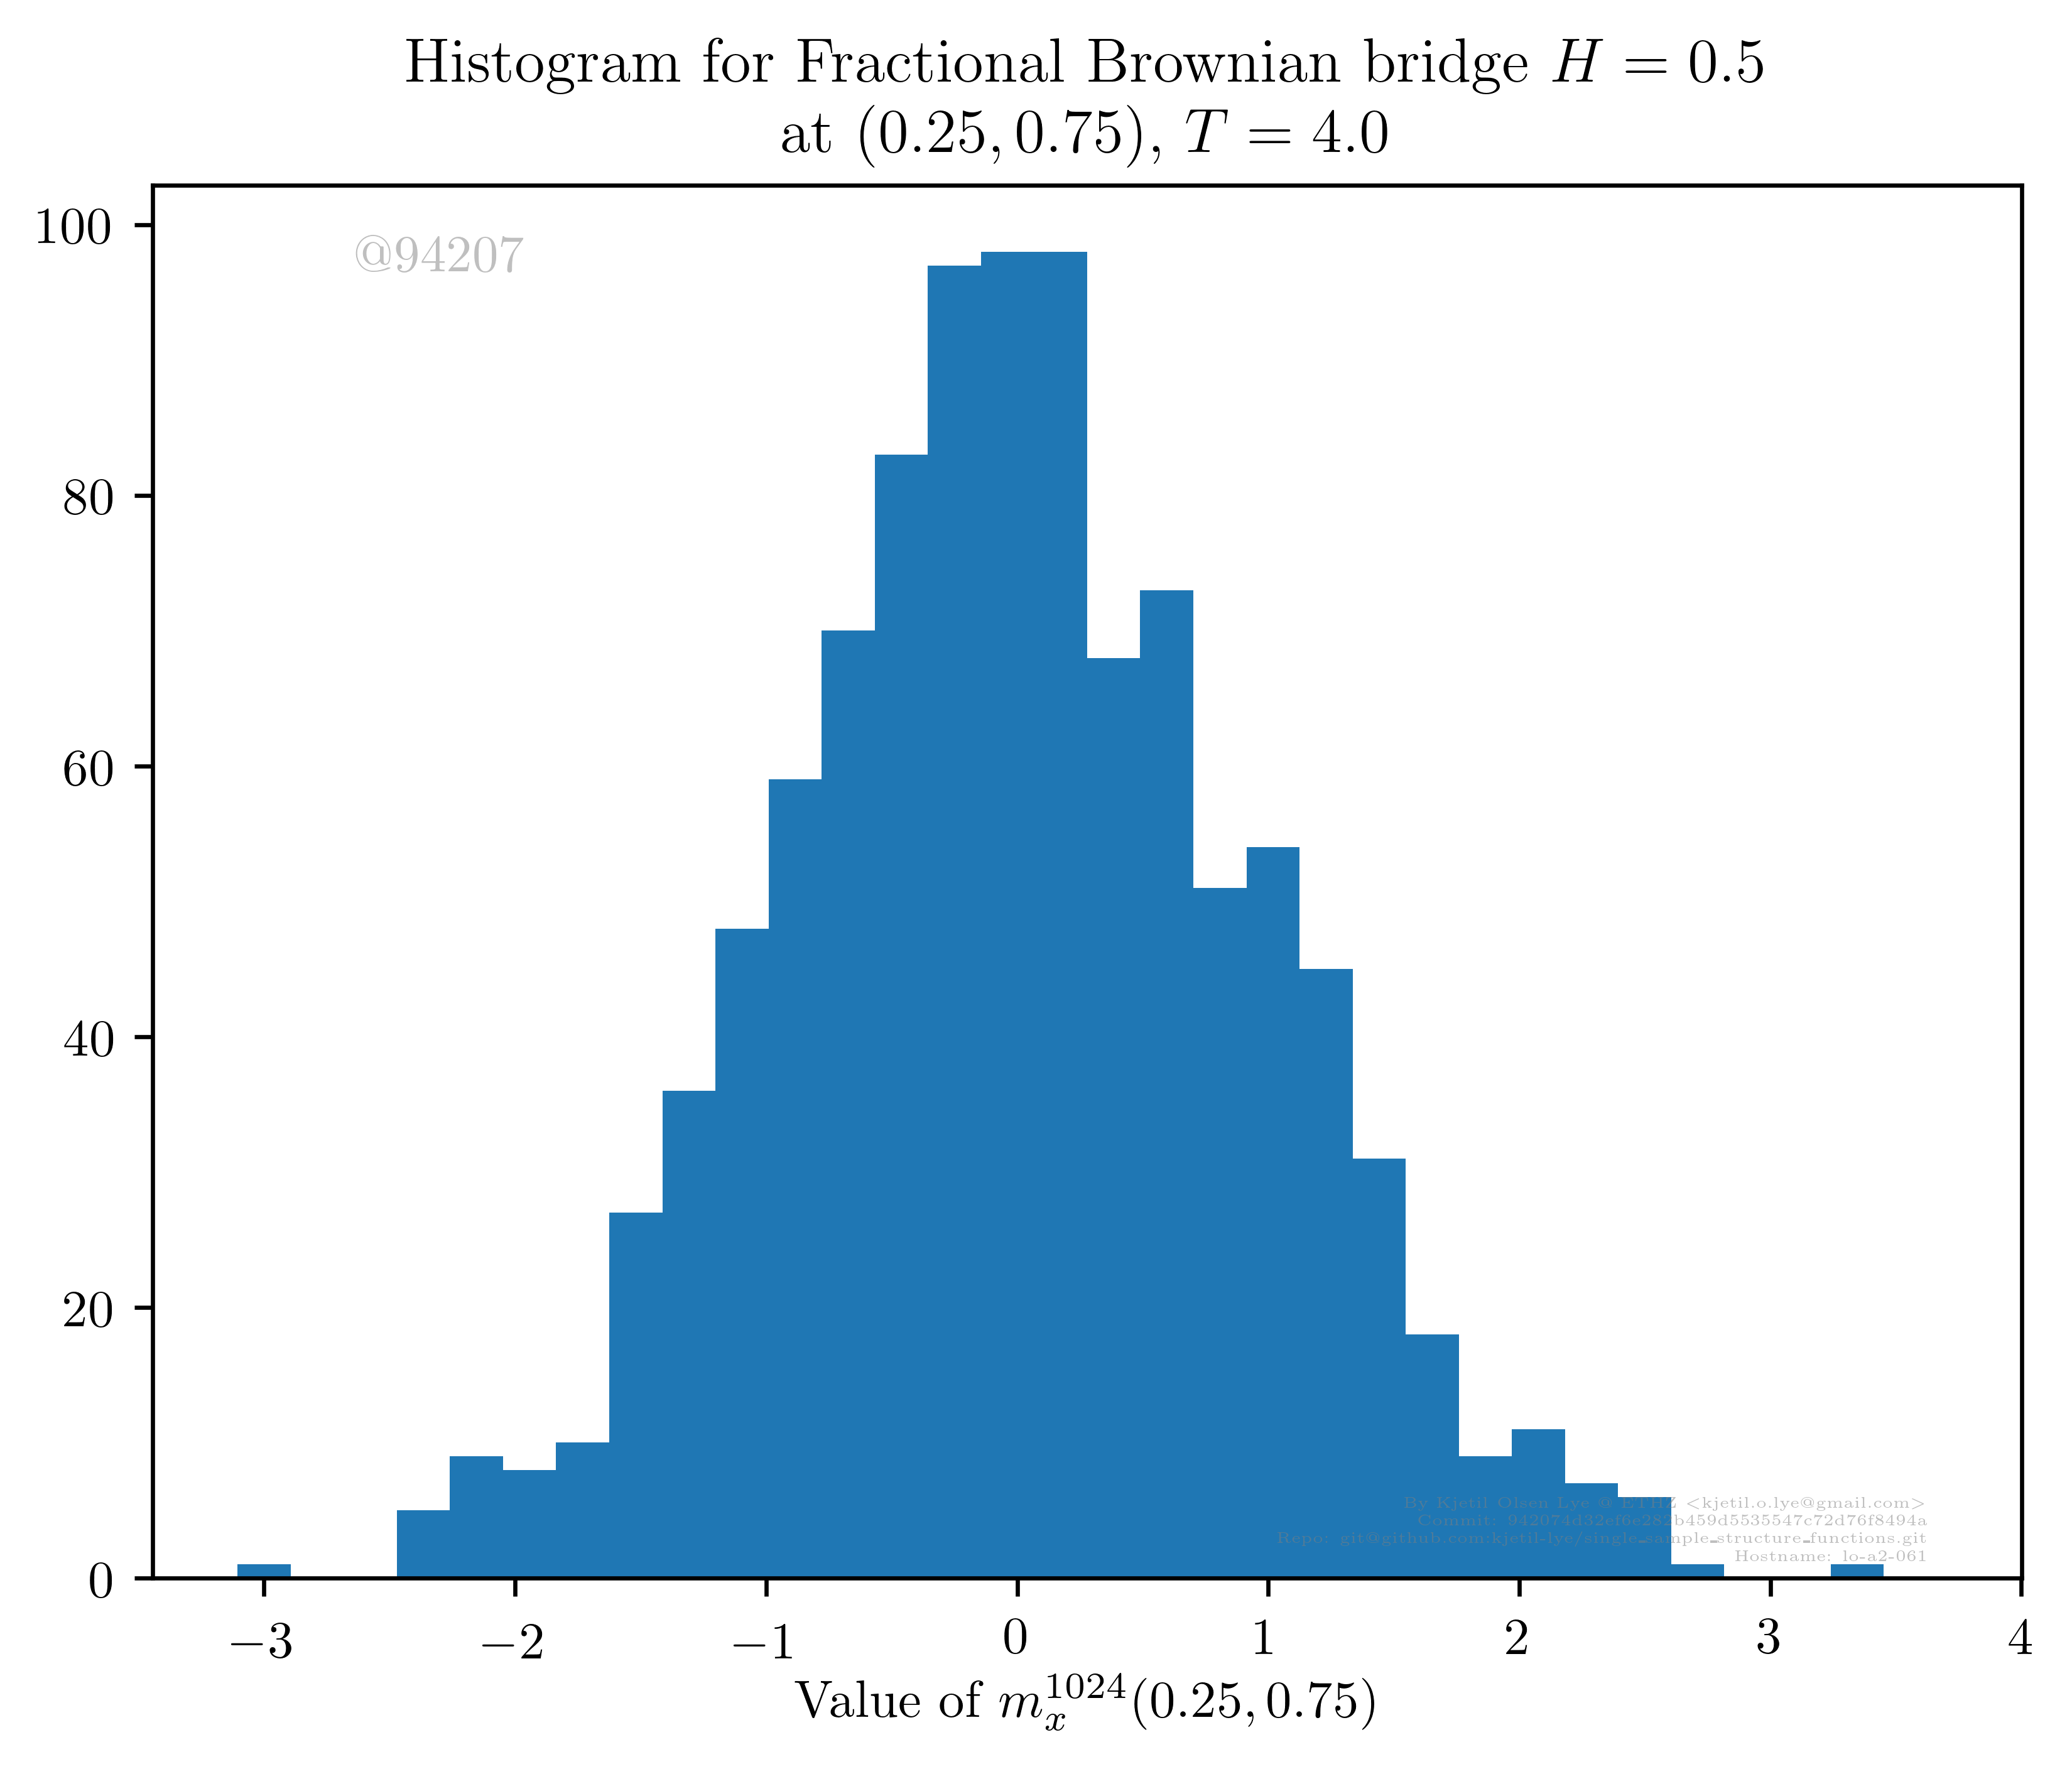 Histogram for Fractional Brownian bridge H = 0.5
at (0.25, 0.75), T = 4.0
@94207
100
80
60
40
20
0
By Kjetil Olsen Lye @ ETHZ <kjetil.o.lye@gmail.com>
Commit: 942074d32ef6e282b459d5535547c72d76f8494a
Repo: git@github.com:kjetil-lye/single_sample_structure_functions.git
Hostname: lo-a2-061
−3 −2 −1 0 1 2 3 4
Value of m_x^{1024}(0.25, 0.75)